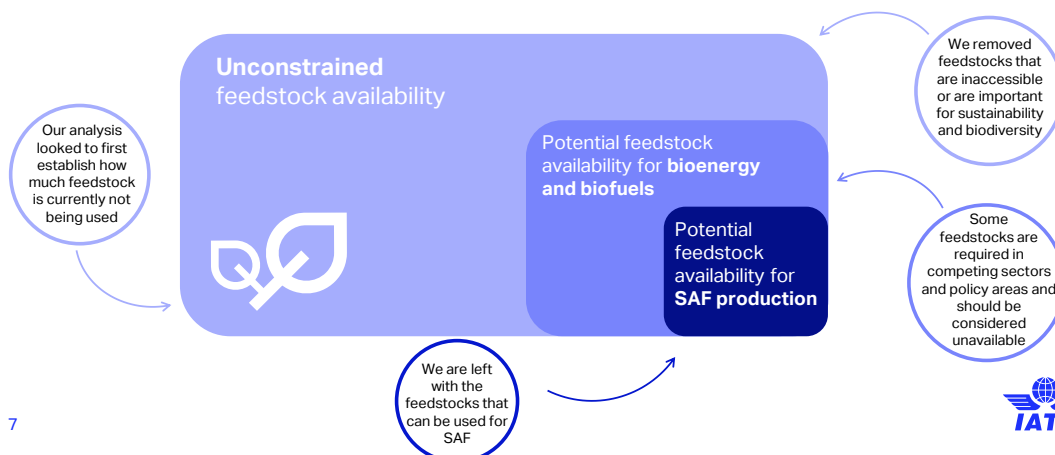 Unconstrained
feedstock availability
Our analysis
looked to first
establish how
much feedstock
is currently not
being used
We removed
feedstocks that
are inaccessible
or are important
for sustainability
and biodiversity
Potential feedstock
availability for bioenergy
and biofuels
Potential
feedstock
availability for
SAF production
Some
feedstocks are
required in
competing sectors
and policy areas and
should be
considered
unavailable
We are left
with the
feedstocks that
can be used for
SAF
7
IAT